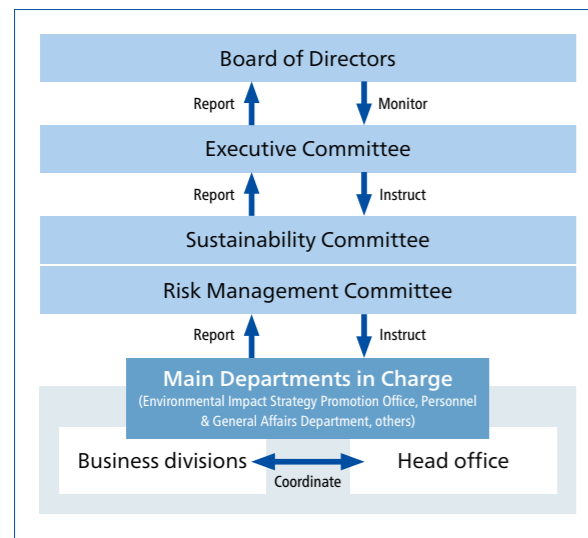 Board of Directors
Report
Monitor
Executive Committee
Report
Instruct
Sustainability Committee
Risk Management Committee
Report
Instruct
Main Departments in Charge
(Environmental Impact Strategy Promotion Office, Personnel
& General Affairs Department, others)
Business divisions
Head office
Coordinate